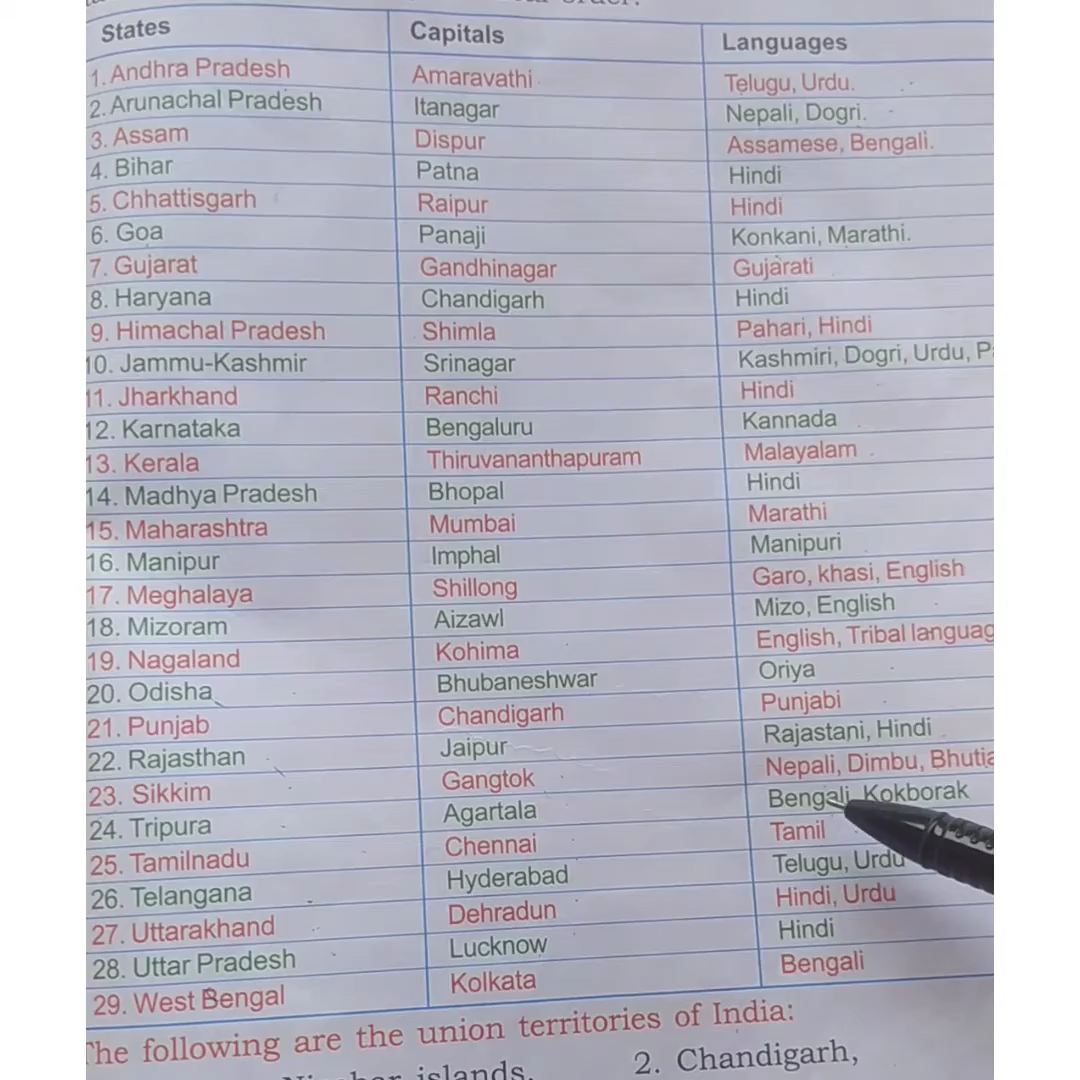 order.
States Capitals Languages
1. Andhra Pradesh Amaravathi Telugu, Urdu.
2. Arunachal Pradesh Itanagar Nepali, Dogri.
3. Assam Dispur Assamese, Bengali.
4. Bihar Patna Hindi
5. Chhattisgarh Raipur Hindi
6. Goa Panaji Konkani, Marathi.
7. Gujarat Gandhinagar Gujarati
8. Haryana Chandigarh Hindi
9. Himachal Pradesh Shimla Pahari, Hindi
10. Jammu-Kashmir Srinagar Kashmiri, Dogri, Urdu,
11. Jharkhand Ranchi Hindi
12. Karnataka Bengaluru Kannada
13. Kerala Thiruvananthapuram Malayalam
14. Madhya Pradesh Bhopal Hindi
15. Maharashtra Mumbai Marathi
16. Manipur Imphal Manipuri
17. Meghalaya Shillong Garo, khasi, English
18. Mizoram Aizawl Mizo, English
19. Nagaland Kohima English, Tribal languag
20. Odisha Bhubaneshwar Oriya
21. Punjab Chandigarh Punjabi
22. Rajasthan Jaipur Rajastani, Hindi
23. Sikkim Gangtok Nepali, Dimbu, Bhutia
24. Tripura Agartala Bengali, Kokborak
25. Tamilnadu Chennai Tamil
26. Telangana Hyderabad Telugu, Urdu
27. Uttarakhand Dehradun Hindi, Urdu
28. Uttar Pradesh Lucknow Hindi
29. West Bengal Kolkata Bengali
The following are the union territories of India:
islands. 2. Chandigarh,